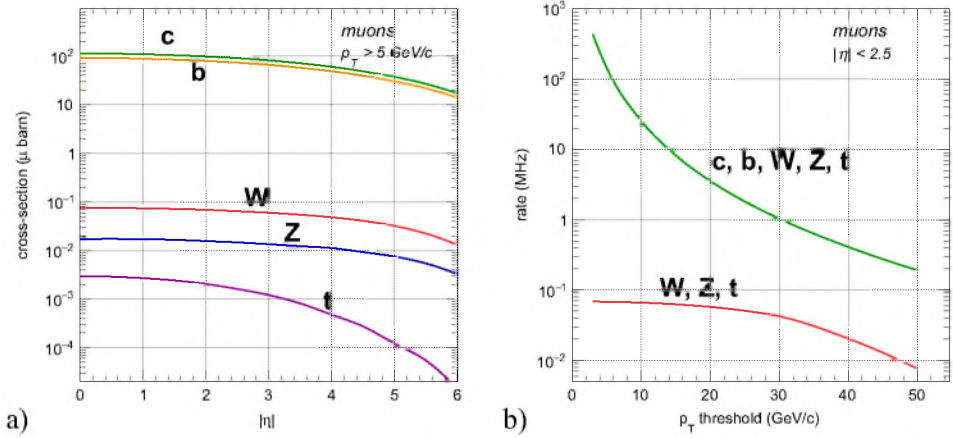 muons
p_T > 5 GeV/c
c
b
W
Z
t
cross-section (μ barn)
10²
10
1
10⁻¹
10⁻²
10⁻³
10⁻⁴
0 1 2 3 4 5 6
|η|
a)
muons
|η| < 2.5
c, b, W, Z, t
W, Z, t
rate (MHz)
10³
10²
10
1
10⁻¹
10⁻²
0 10 20 30 40 50
p_T threshold (GeV/c)
b)